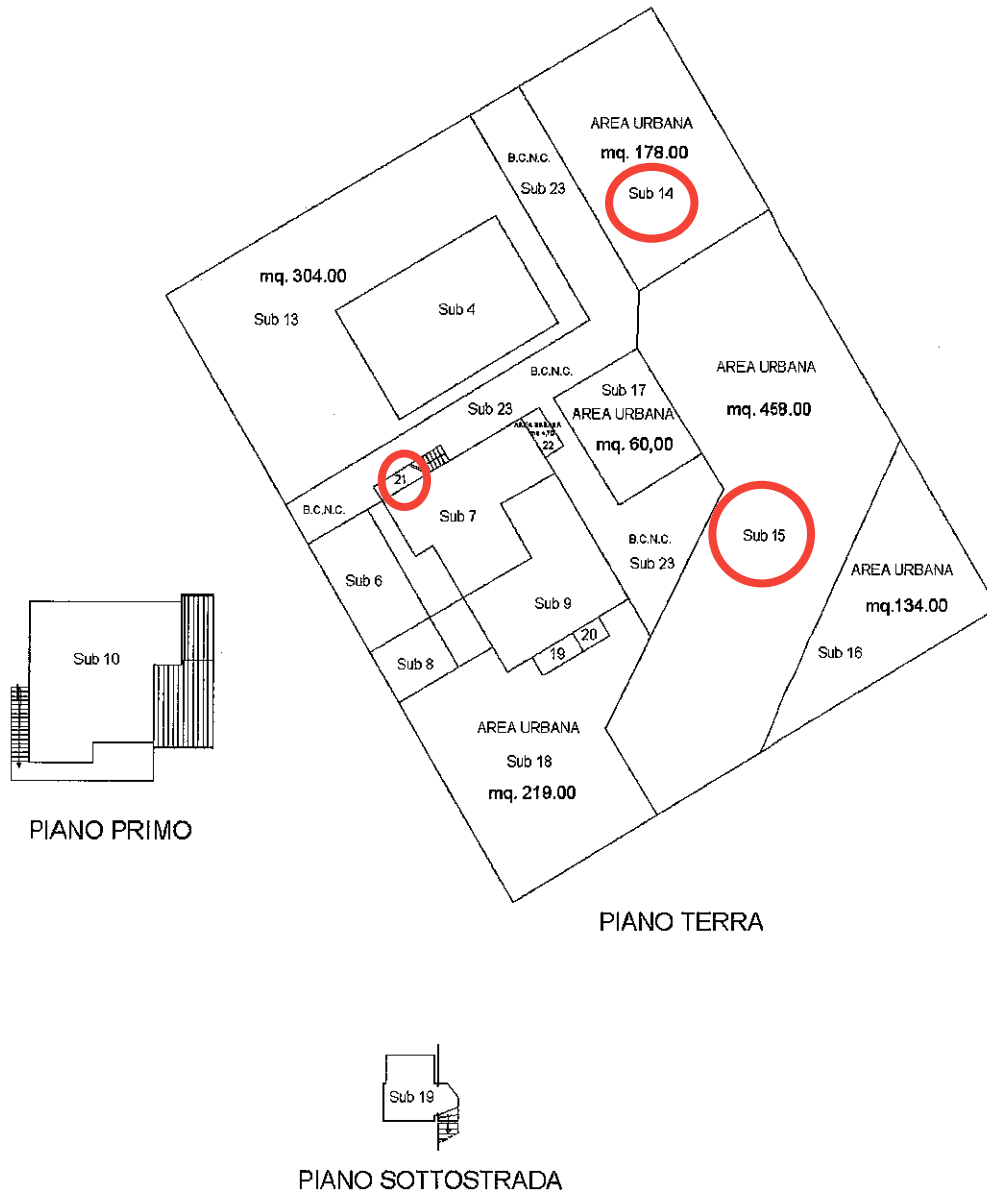 AREA URBANA
mq. 178.00
Sub 14
B.C.N.C.
Sub 23
mq. 304.00
Sub 13
Sub 4
B.C.N.C.
Sub 23
AREA URBANA
mq. 459.00
Sub 17
AREA URBANA
mq. 60,00
AREA URBANA
22
21
B.C.N.C.
Sub 7
Sub 15
B.C.N.C.
Sub 23
Sub 6
AREA URBANA
mq.134.00
Sub 16
Sub 9
20
19
Sub 8
Sub 10
AREA URBANA
Sub 18
mq. 219.00
PIANO PRIMO
PIANO TERRA
Sub 19
PIANO SOTTOSTRADA